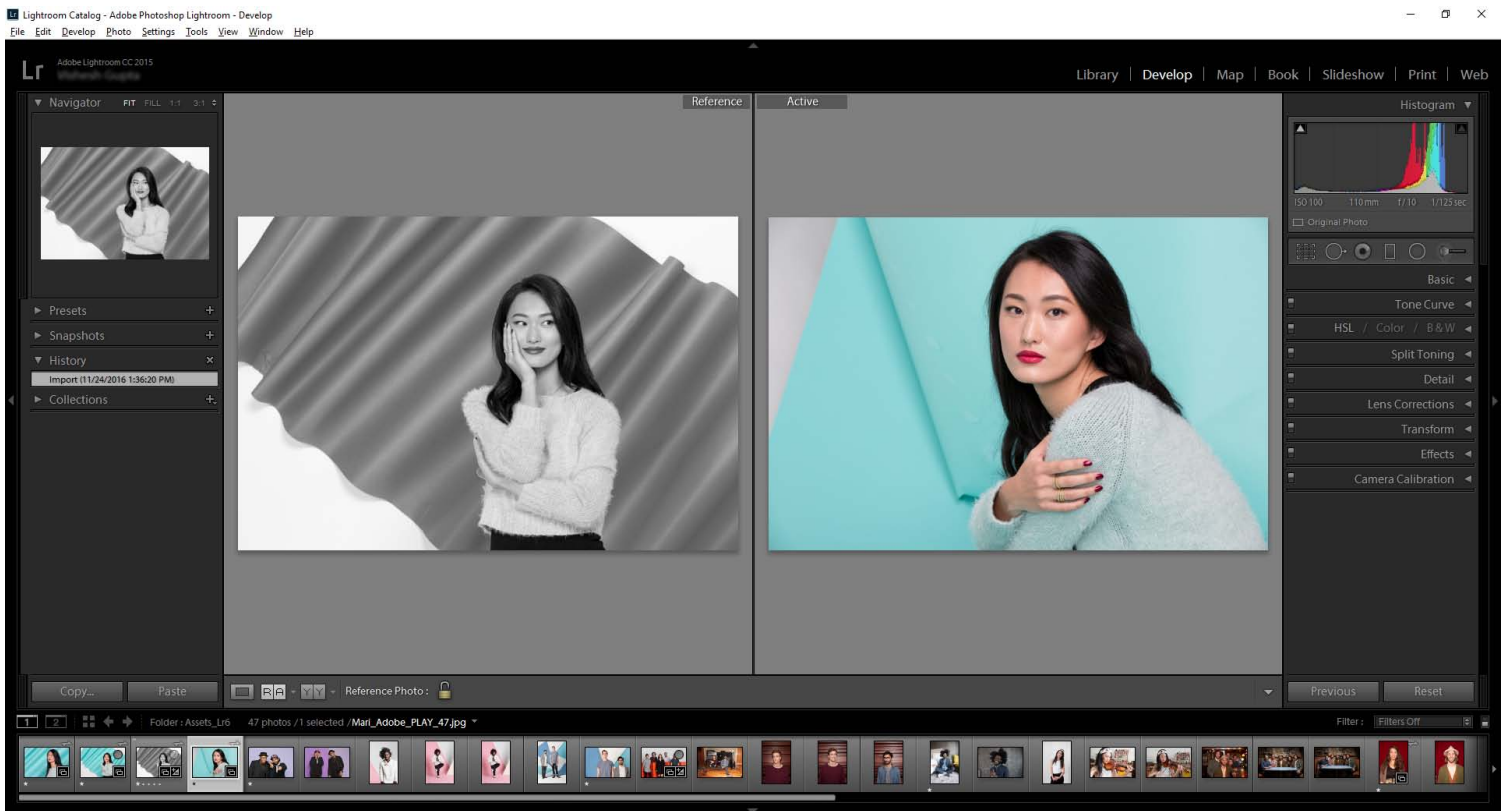 Lr Lightroom Catalog - Adobe Photoshop Lightroom - Develop
File Edit Develop Photo Settings Tools View Window Help
Lr Adobe Lightroom CC 2015
Library | Develop | Map | Book | Slideshow | Print | Web
Navigator FIT FILL 1:1 3:1
Reference
Active
Histogram
ISO 100 110 mm f / 10 1/125 sec
Original Photo
Basic
Tone Curve
HSL / Color / B & W
Split Toning
Detail
Lens Corrections
Transform
Effects
Camera Calibration
Presets
Snapshots
History
Import (11/24/2016 1:36:20 PM)
Collections
Copy... Paste
R A Y Y Reference Photo :
Previous Reset
1 2 Folder : Assets_Lr6 47 photos / 1 selected / Mari_Adobe_PLAY_47.jpg
Filter : Filters Off